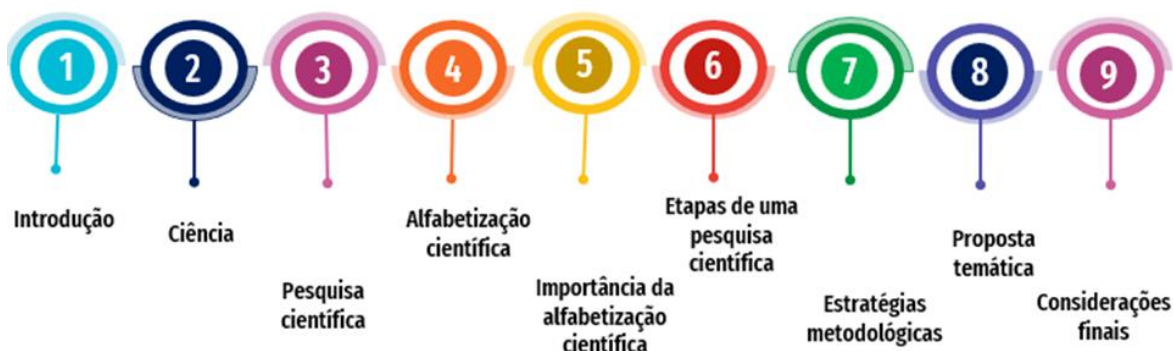 1
Introdução
2
Ciência
3
Pesquisa
científica
4
Alfabetização
científica
5
Importância da
alfabetização
científica
6
Etapas de uma
pesquisa
científica
7
Estratégias
metodológicas
8
Proposta
temática
9
Considerações
finais